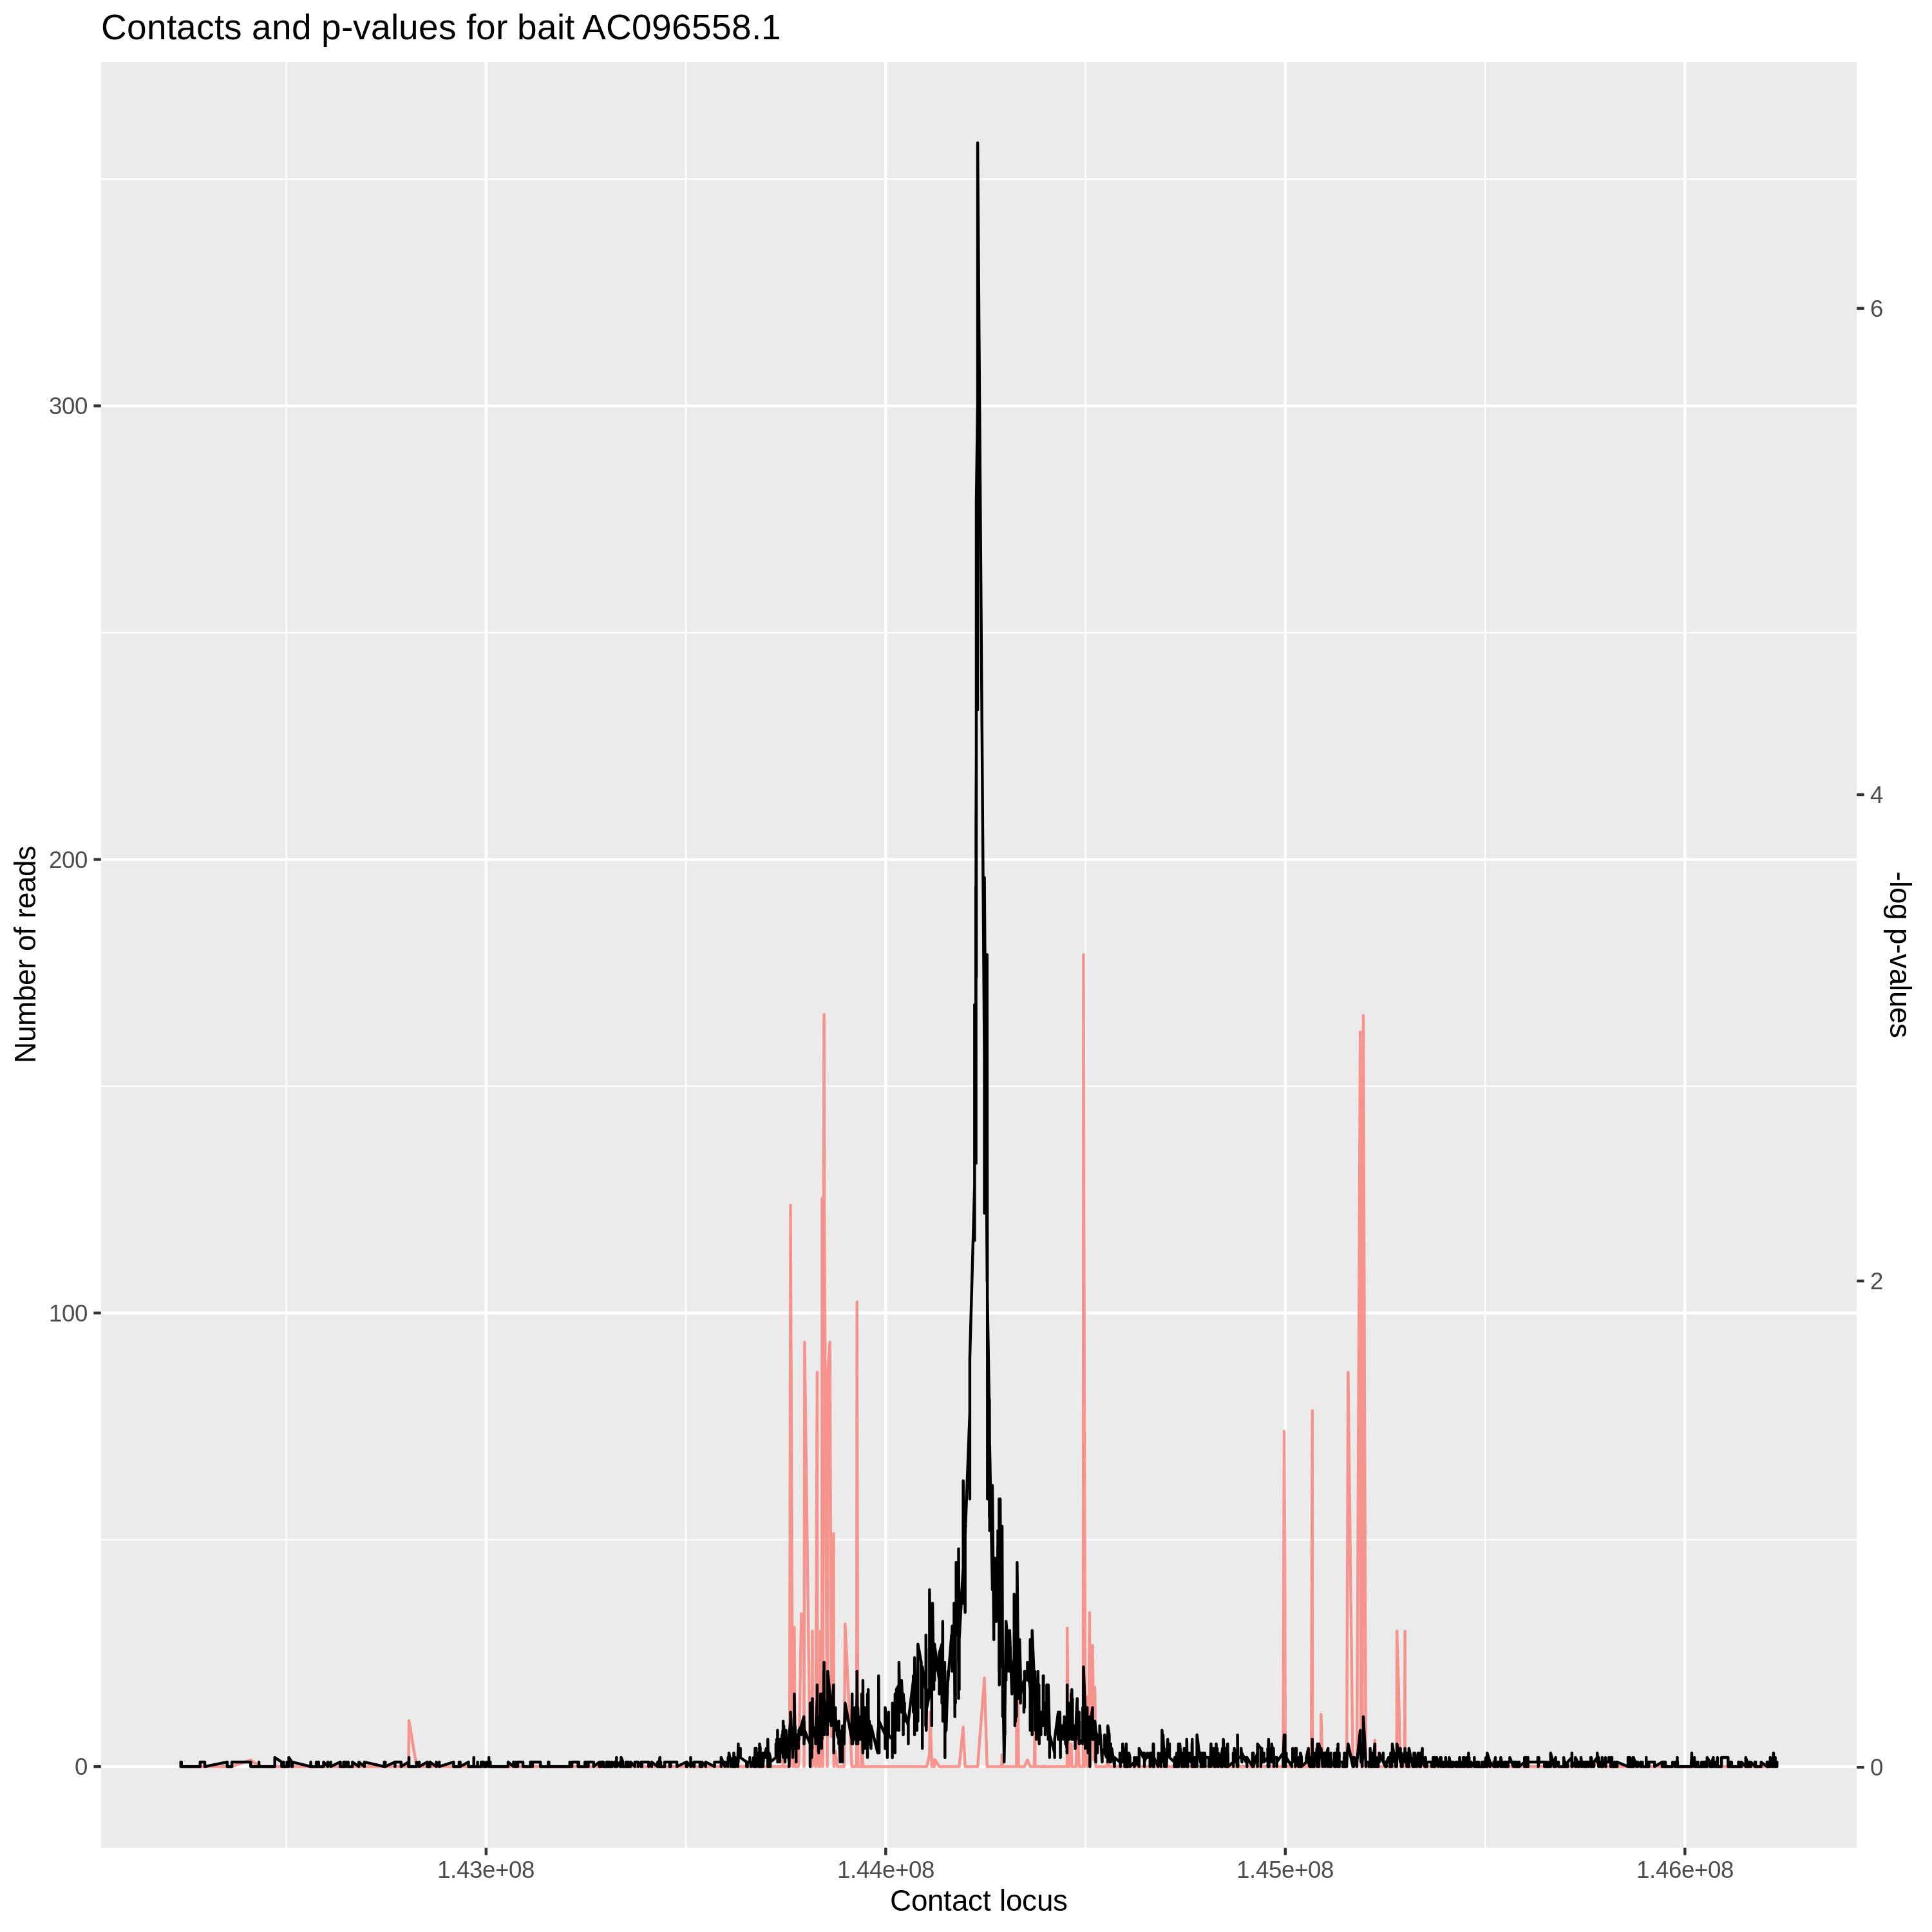 Contacts and p-values for bait AC096558.1
Number of reads
300
200
100
0
6
4
2
0
-log p-values
1.43e+08
1.44e+08
1.45e+08
1.46e+08
Contact locus